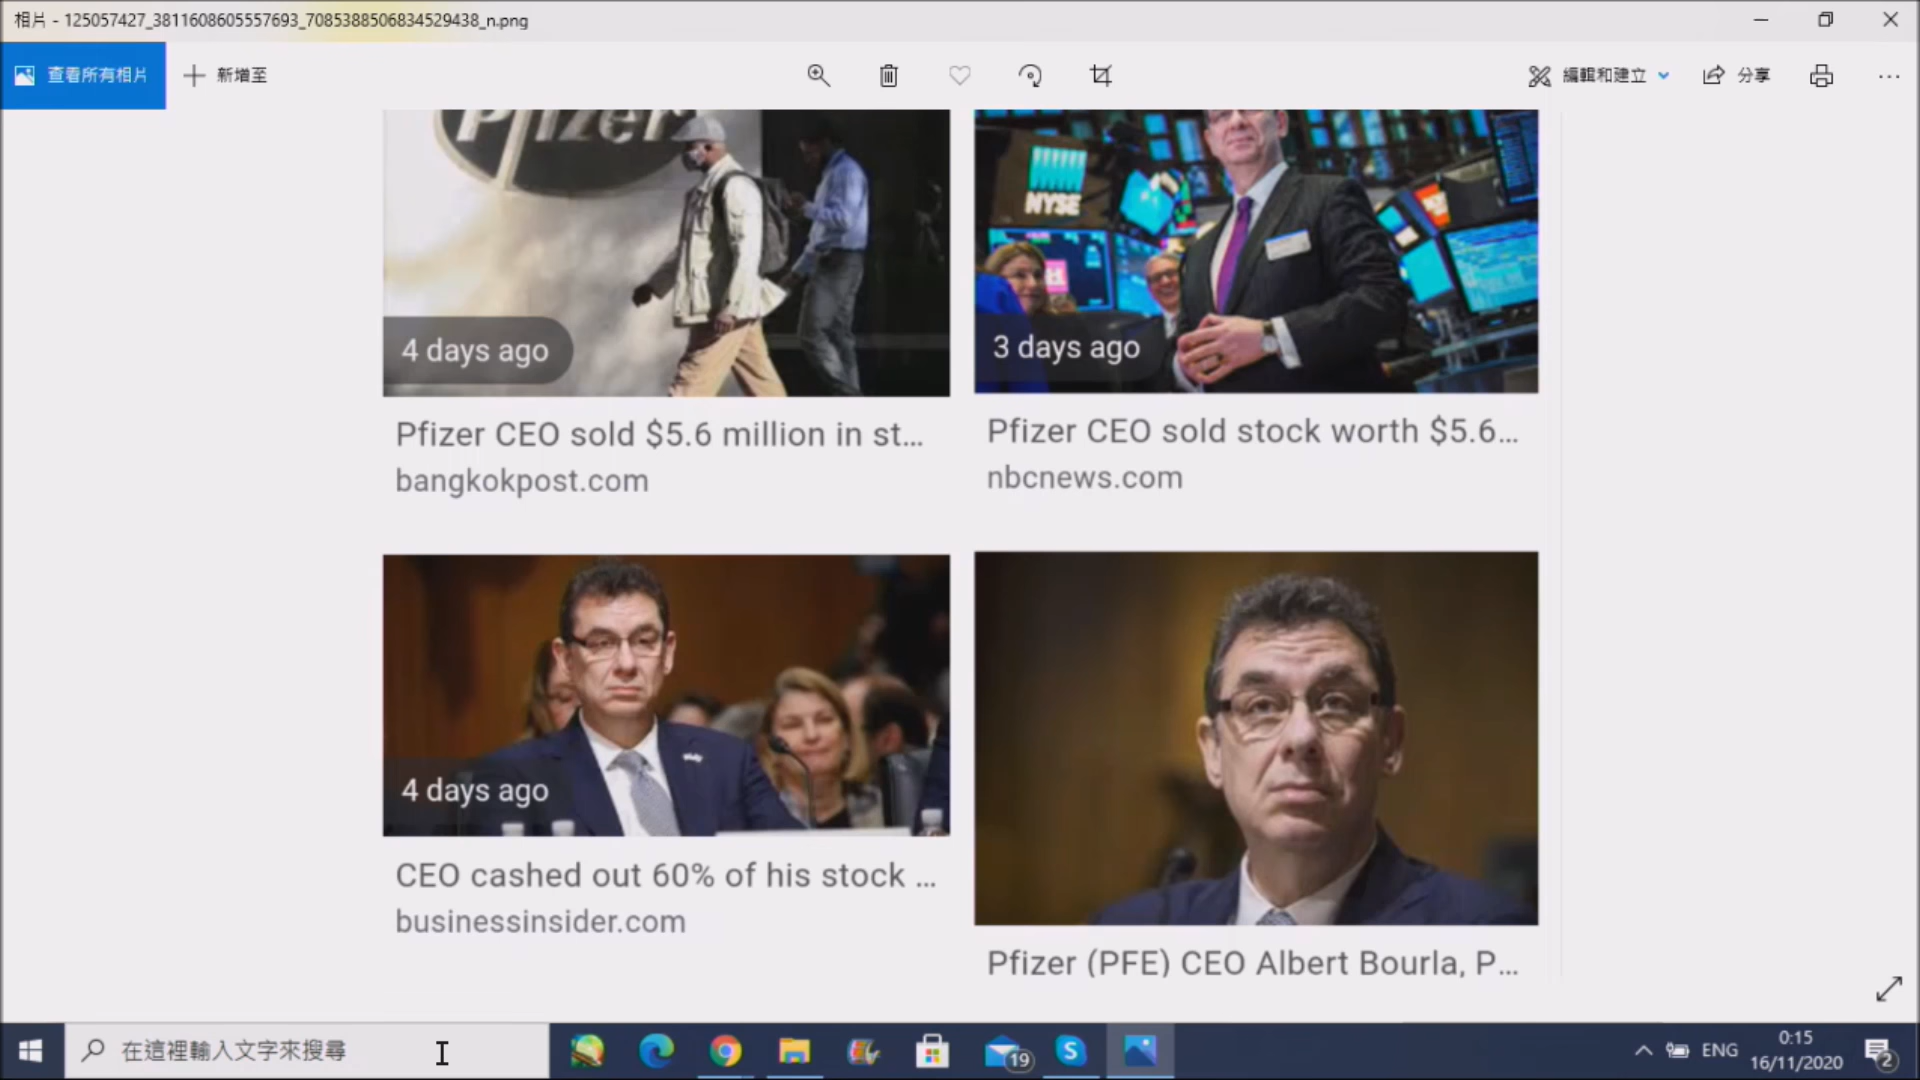 相片 - 125057427_3811608605557693_7085388506834529438_n.png
查看所有相片
新增至
編輯和建立
分享
Pfizer
NYSE
4 days ago
3 days ago
Pfizer CEO sold $5.6 million in st...
bangkokpost.com
Pfizer CEO sold stock worth $5.6...
nbcnews.com
4 days ago
CEO cashed out 60% of his stock ...
businessinsider.com
Pfizer (PFE) CEO Albert Bourla, P...
在這裡輸入文字來搜尋
19
ENG
0:15
16/11/2020
2